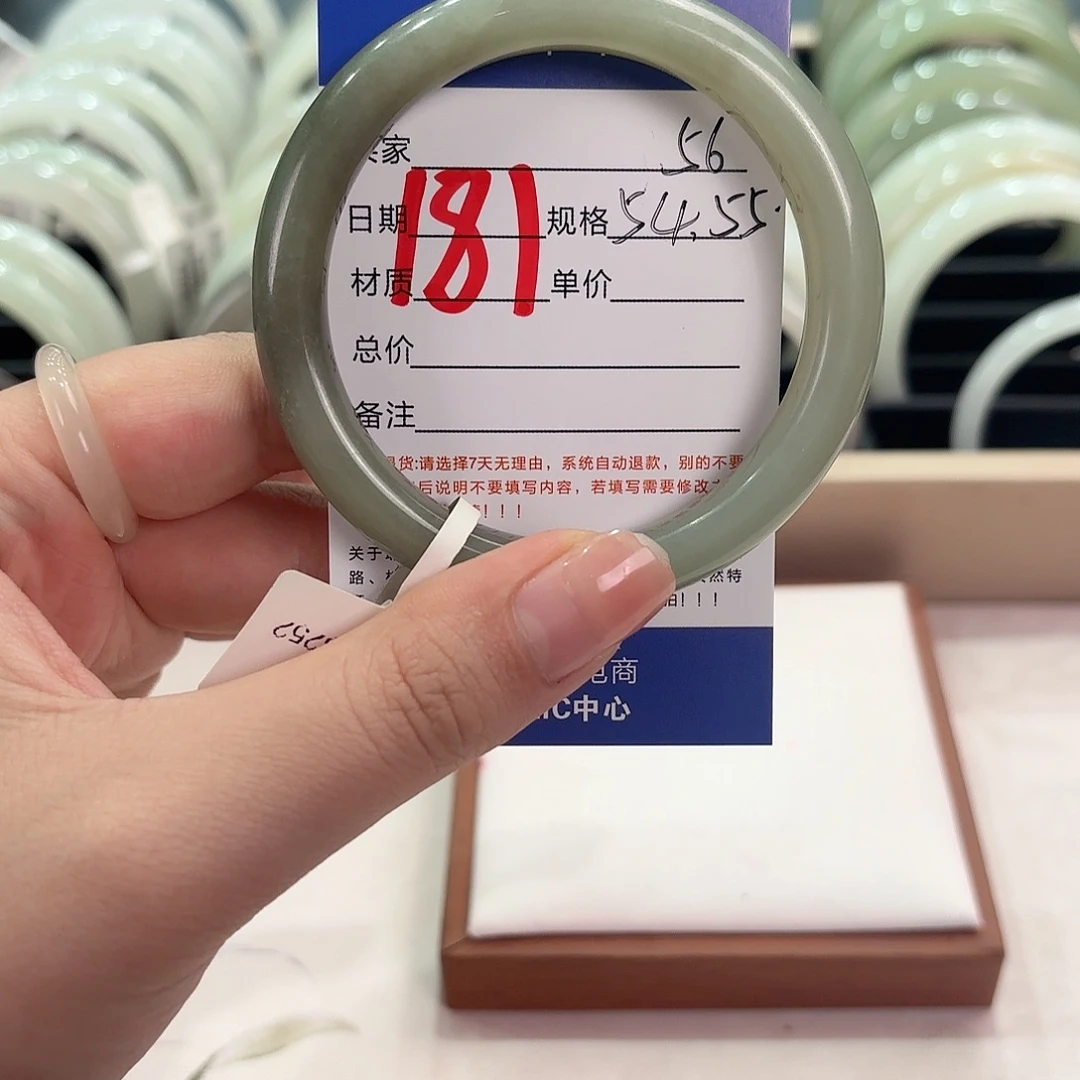 家 56
日期 181 规格 54.55
材质 单价
总价
备注
货:请选择7天无理由，系统自动退款，别的不要
后说明不要填写内容，若填写需要修改
！！！
关于
路、 然特
！！！
电商
IC中心